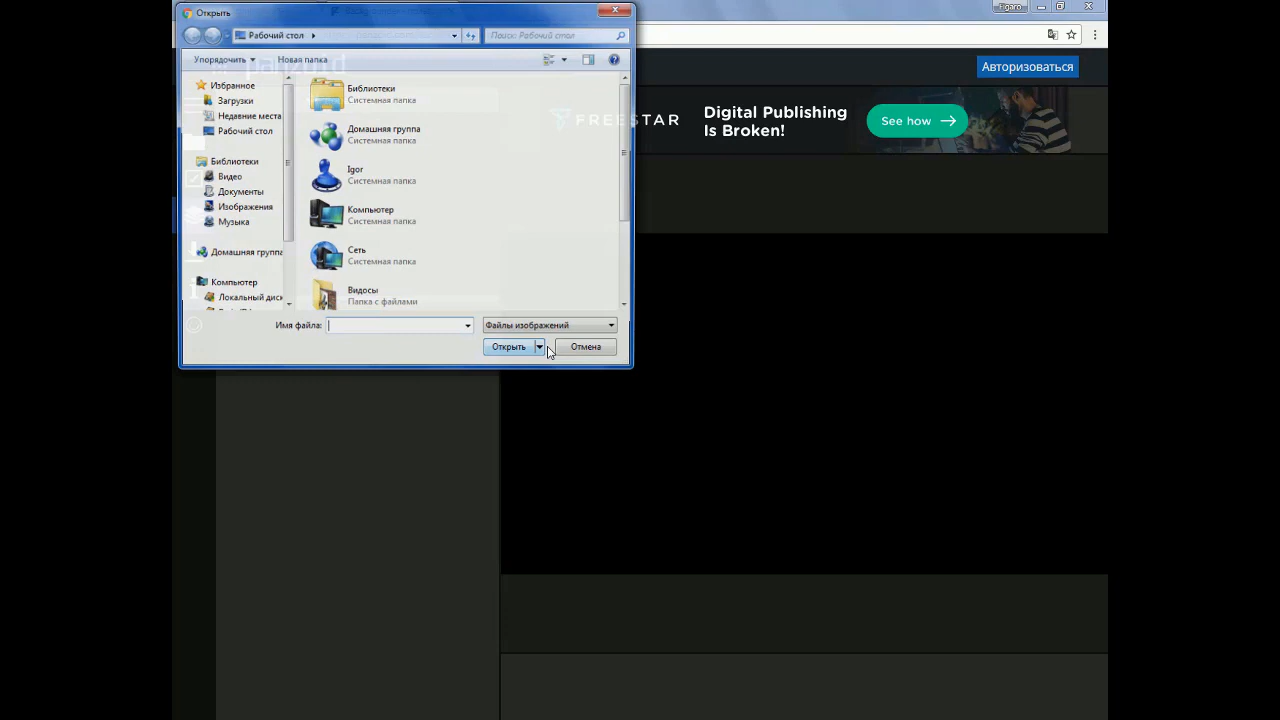 Открыть
Figaro
Рабочий стол
Поиск: Рабочий стол
Упорядочить
Новая папка
panzoid
Авторизоваться
Избранное
Загрузки
Недавние места
Рабочий стол
Библиотеки
Видео
Документы
Изображения
Музыка
Домашняя группа
Компьютер
Локальный диск
Библиотеки
Системная папка
Домашняя группа
Системная папка
Igor
Системная папка
Компьютер
Системная папка
Сеть
Системная папка
Видосы
Папка с файлами
FREESTAR
Digital Publishing
Is Broken!
See how
Имя файла:
Файлы изображений
Открыть
Отмена